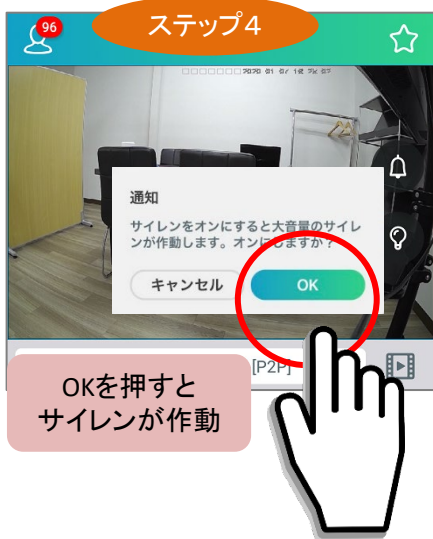 ステップ4
96
通知
サイレンをオンにすると大音量のサイレ
ンが作動します。オンにしますか？
キャンセル
OK
[P2P]
OKを押すと
サイレンが作動